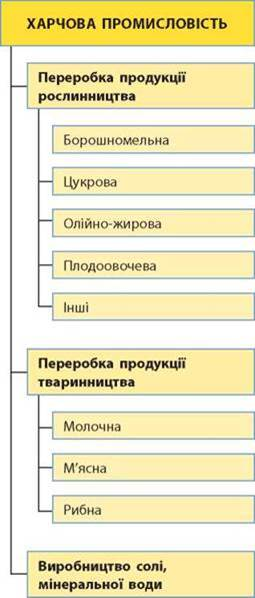 ХАРЧОВА ПРОМИСЛОВІСТЬ
Переробка продукції
рослинництва
Борошномельна
Цукрова
Олійно-жирова
Плодоовочева
Інші
Переробка продукції
тваринництва
Молочна
М'ясна
Рибна
Виробництво солі,
мінеральної води